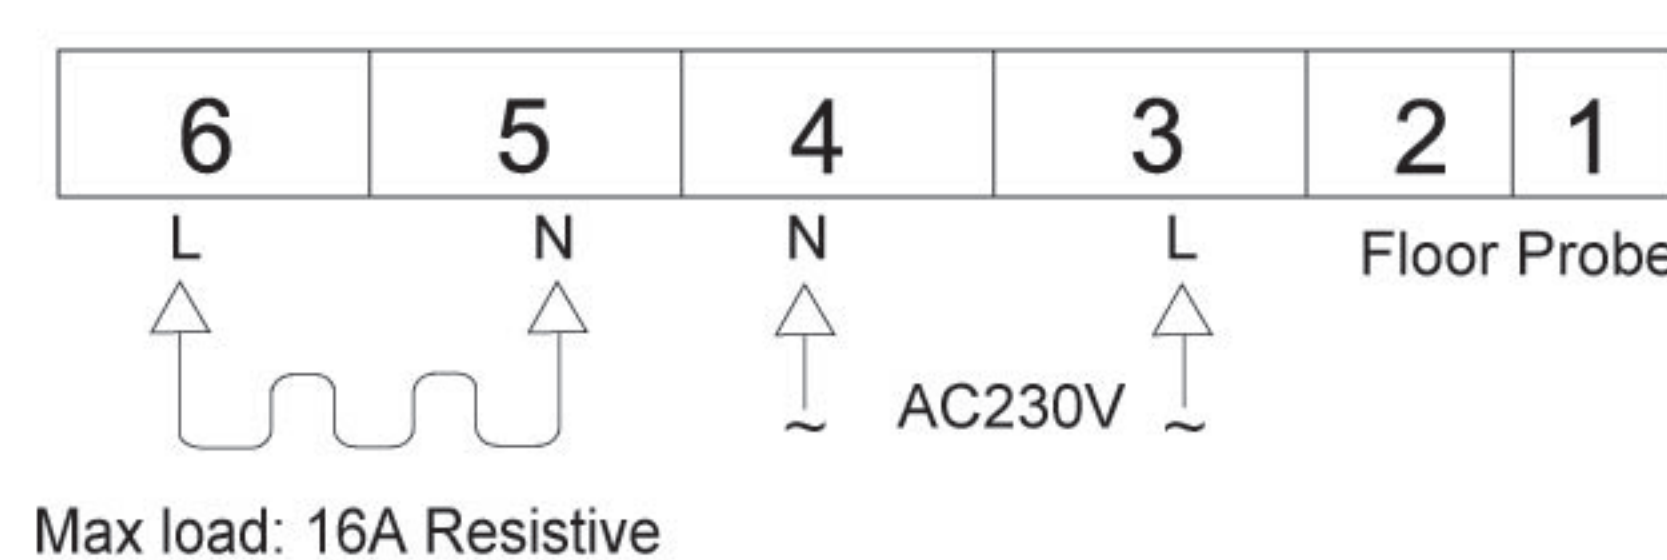 6 5 4 3 2 1
L N N L
Floor Probe
~ AC230V ~
Max load: 16A Resistive